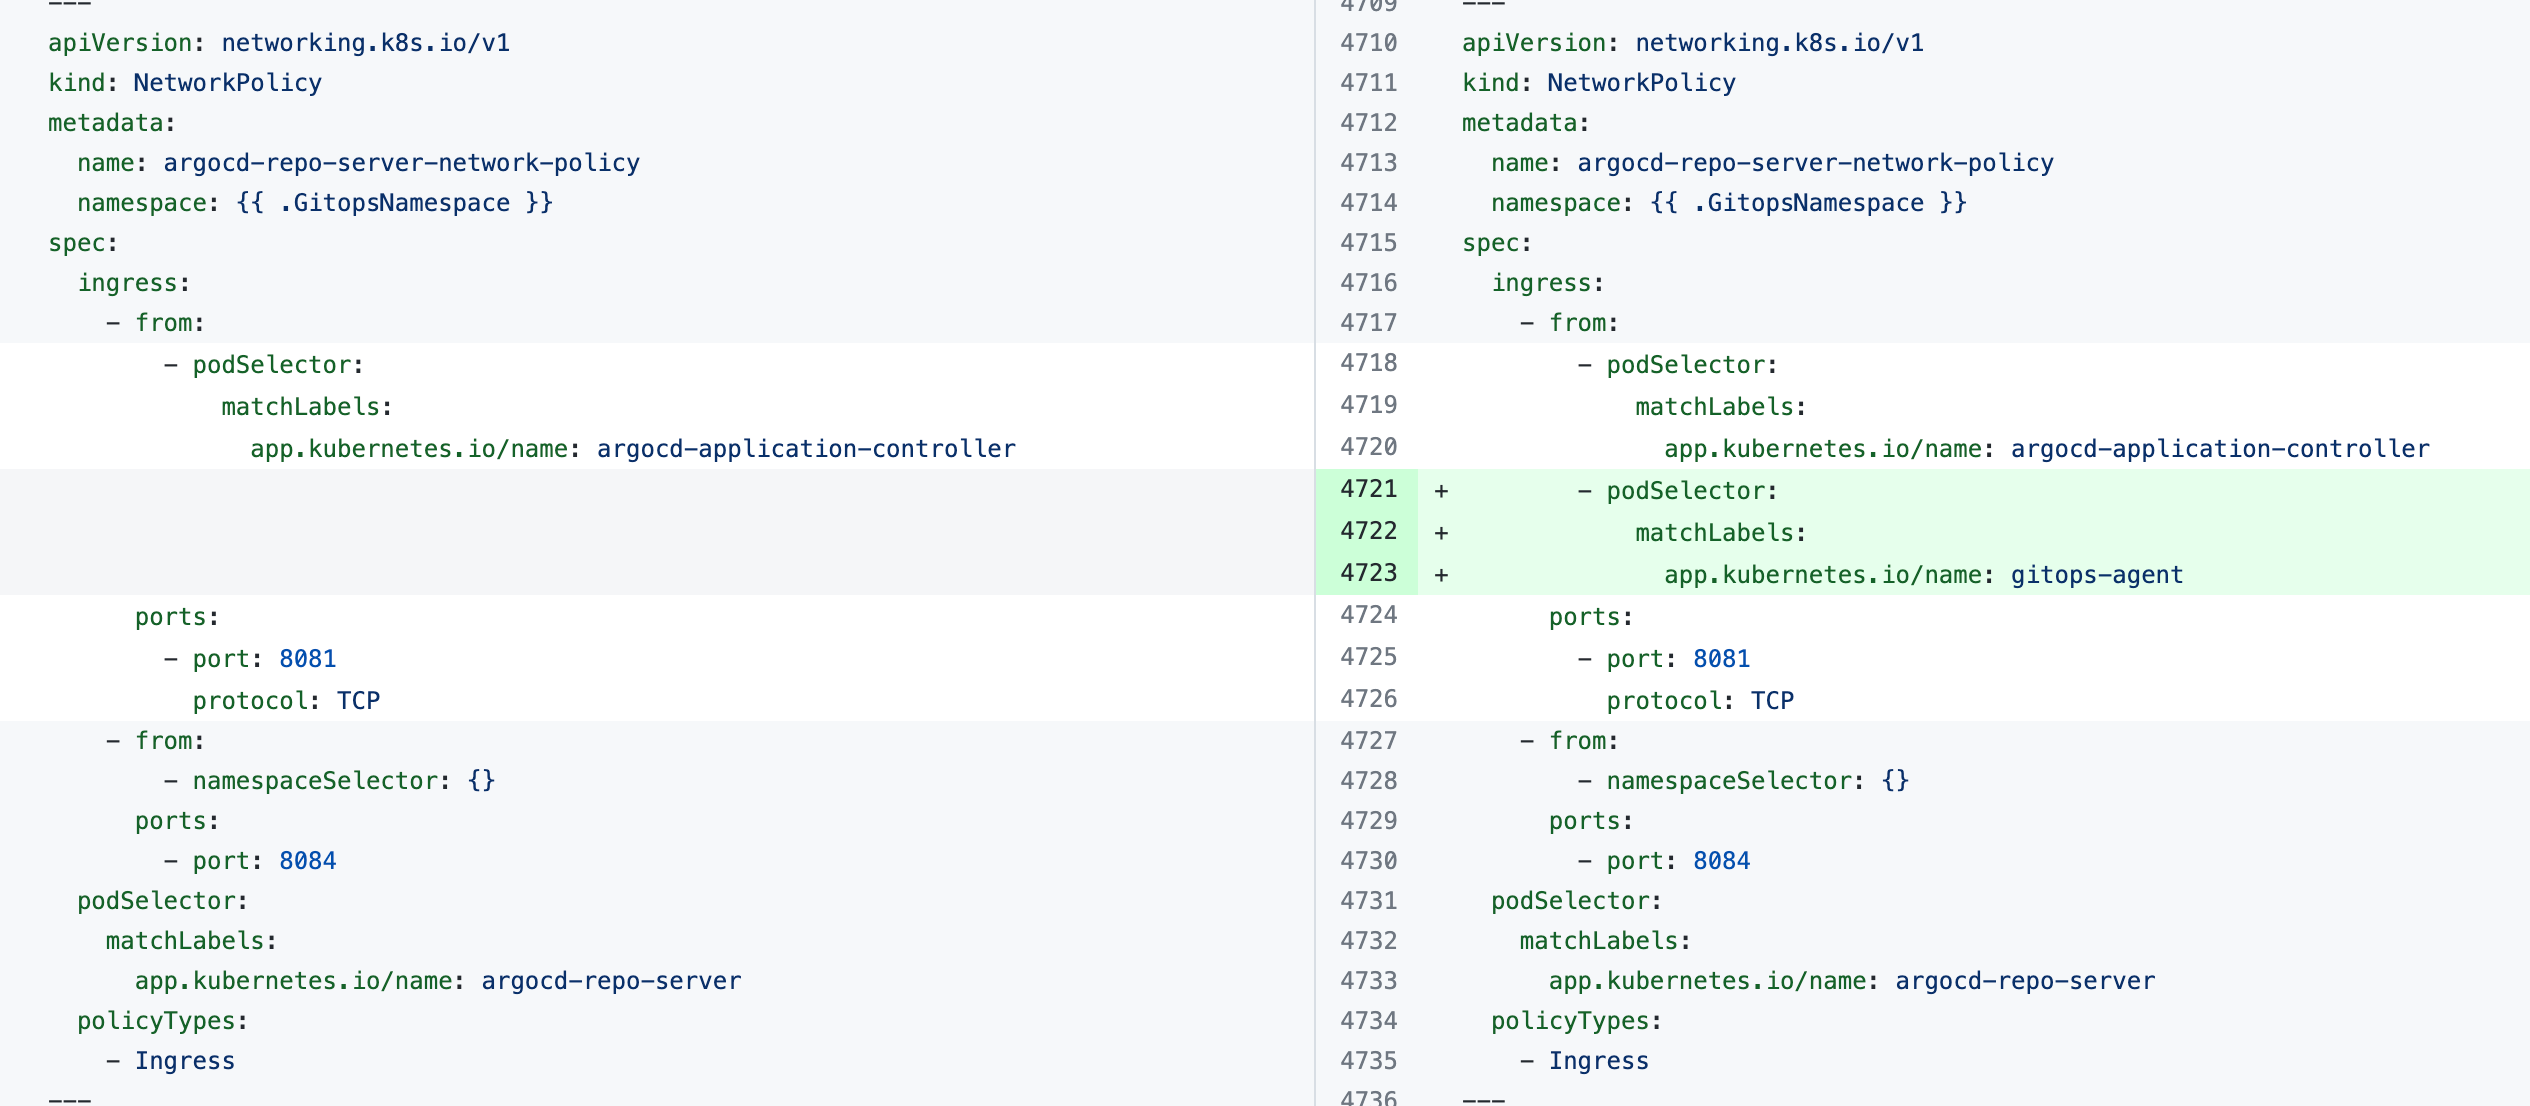 ---
apiVersion: networking.k8s.io/v1
kind: NetworkPolicy
metadata:
  name: argocd-repo-server-network-policy
  namespace: {{ .GitopsNamespace }}
spec:
  ingress:
    - from:
        - podSelector:
            matchLabels:
              app.kubernetes.io/name: argocd-application-controller
      ports:
        - port: 8081
          protocol: TCP
    - from:
        - namespaceSelector: {}
      ports:
        - port: 8084
  podSelector:
    matchLabels:
      app.kubernetes.io/name: argocd-repo-server
  policyTypes:
    - Ingress
---
4709   ---
4710   apiVersion: networking.k8s.io/v1
4711   kind: NetworkPolicy
4712   metadata:
4713     name: argocd-repo-server-network-policy
4714     namespace: {{ .GitopsNamespace }}
4715   spec:
4716     ingress:
4717       - from:
4718           - podSelector:
4719               matchLabels:
4720                 app.kubernetes.io/name: argocd-application-controller
4721 +         - podSelector:
4722 +             matchLabels:
4723 +               app.kubernetes.io/name: gitops-agent
4724         ports:
4725           - port: 8081
4726             protocol: TCP
4727       - from:
4728           - namespaceSelector: {}
4729         ports:
4730           - port: 8084
4731     podSelector:
4732       matchLabels:
4733         app.kubernetes.io/name: argocd-repo-server
4734     policyTypes:
4735       - Ingress
4736   ---